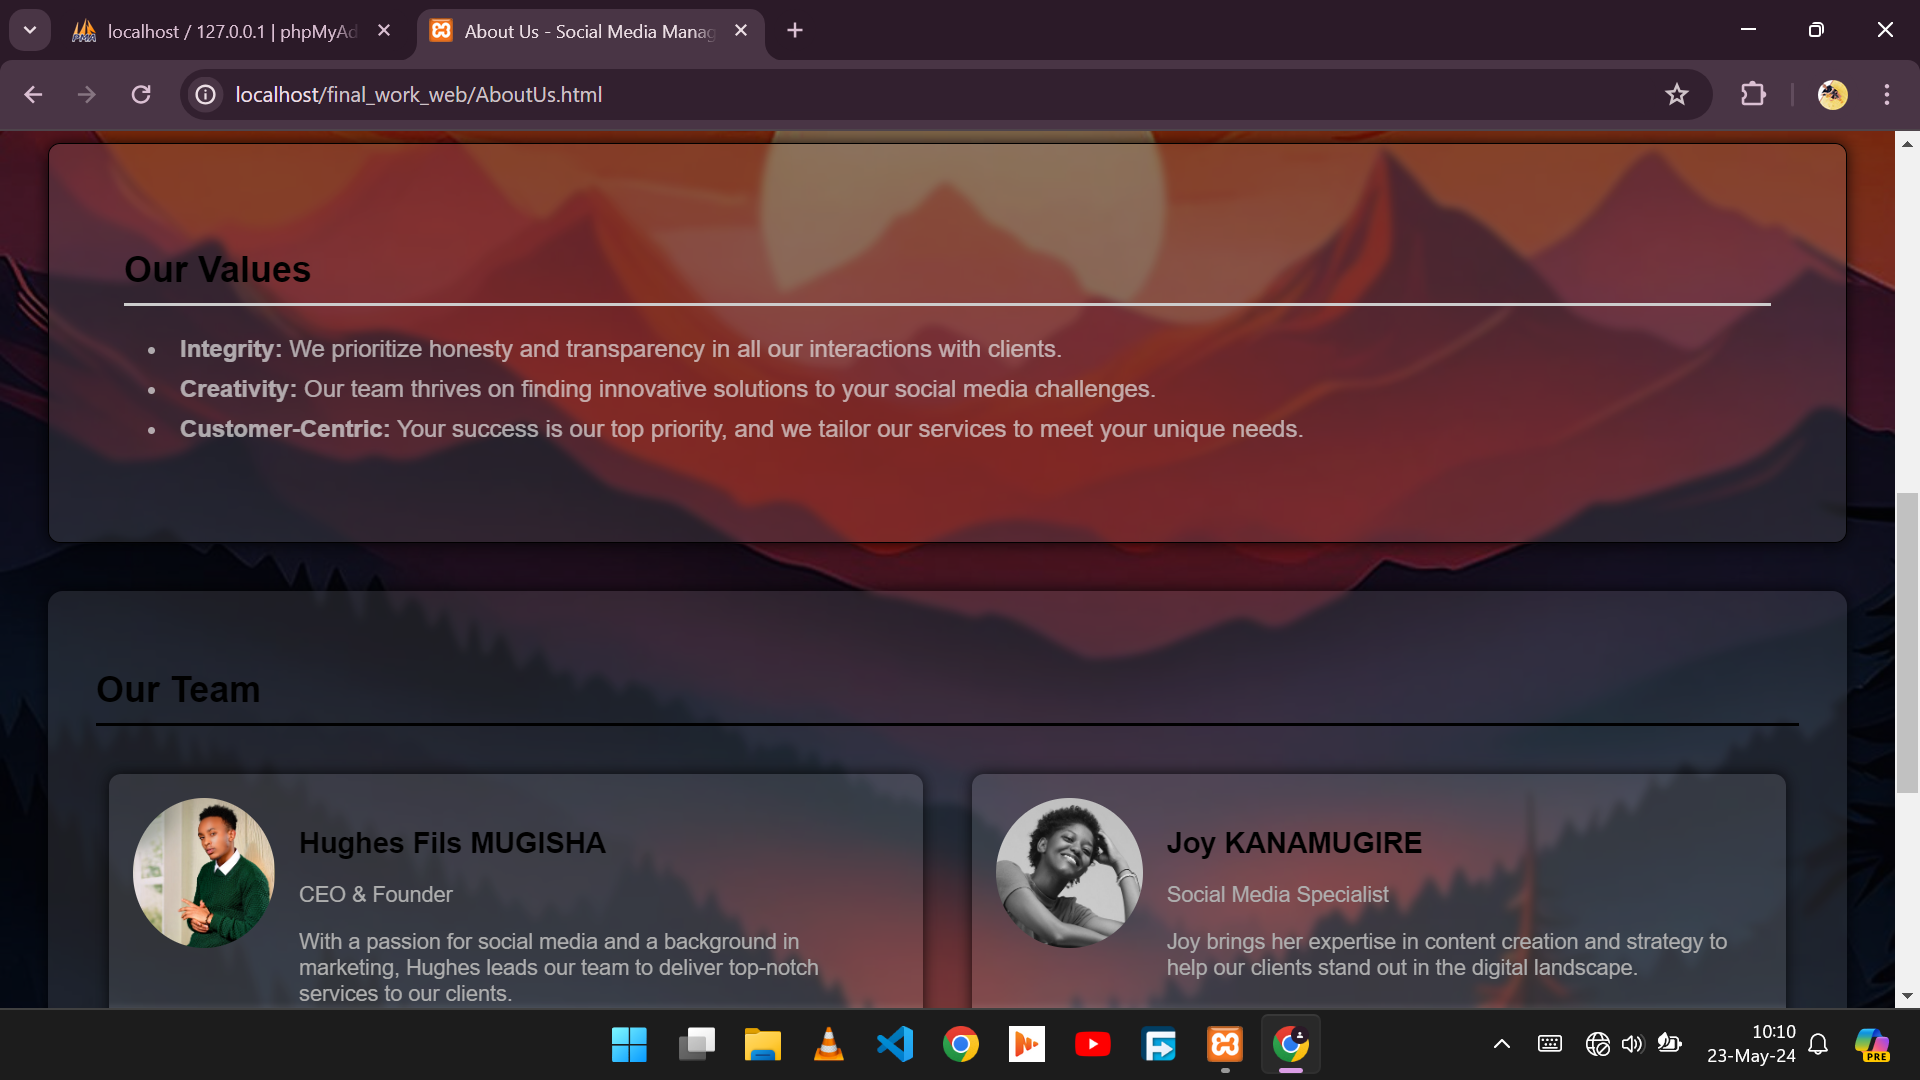 localhost / 127.0.0.1 | phpMyAd
About Us - Social Media Manag
localhost/final_work_web/AboutUs.html
Our Values
• Integrity: We prioritize honesty and transparency in all our interactions with clients.
• Creativity: Our team thrives on finding innovative solutions to your social media challenges.
• Customer-Centric: Your success is our top priority, and we tailor our services to meet your unique needs.
Our Team
Hughes Fils MUGISHA
CEO & Founder
With a passion for social media and a background in
marketing, Hughes leads our team to deliver top-notch
services to our clients.
Joy KANAMUGIRE
Social Media Specialist
Joy brings her expertise in content creation and strategy to
help our clients stand out in the digital landscape.
10:10
23-May-24
PRE